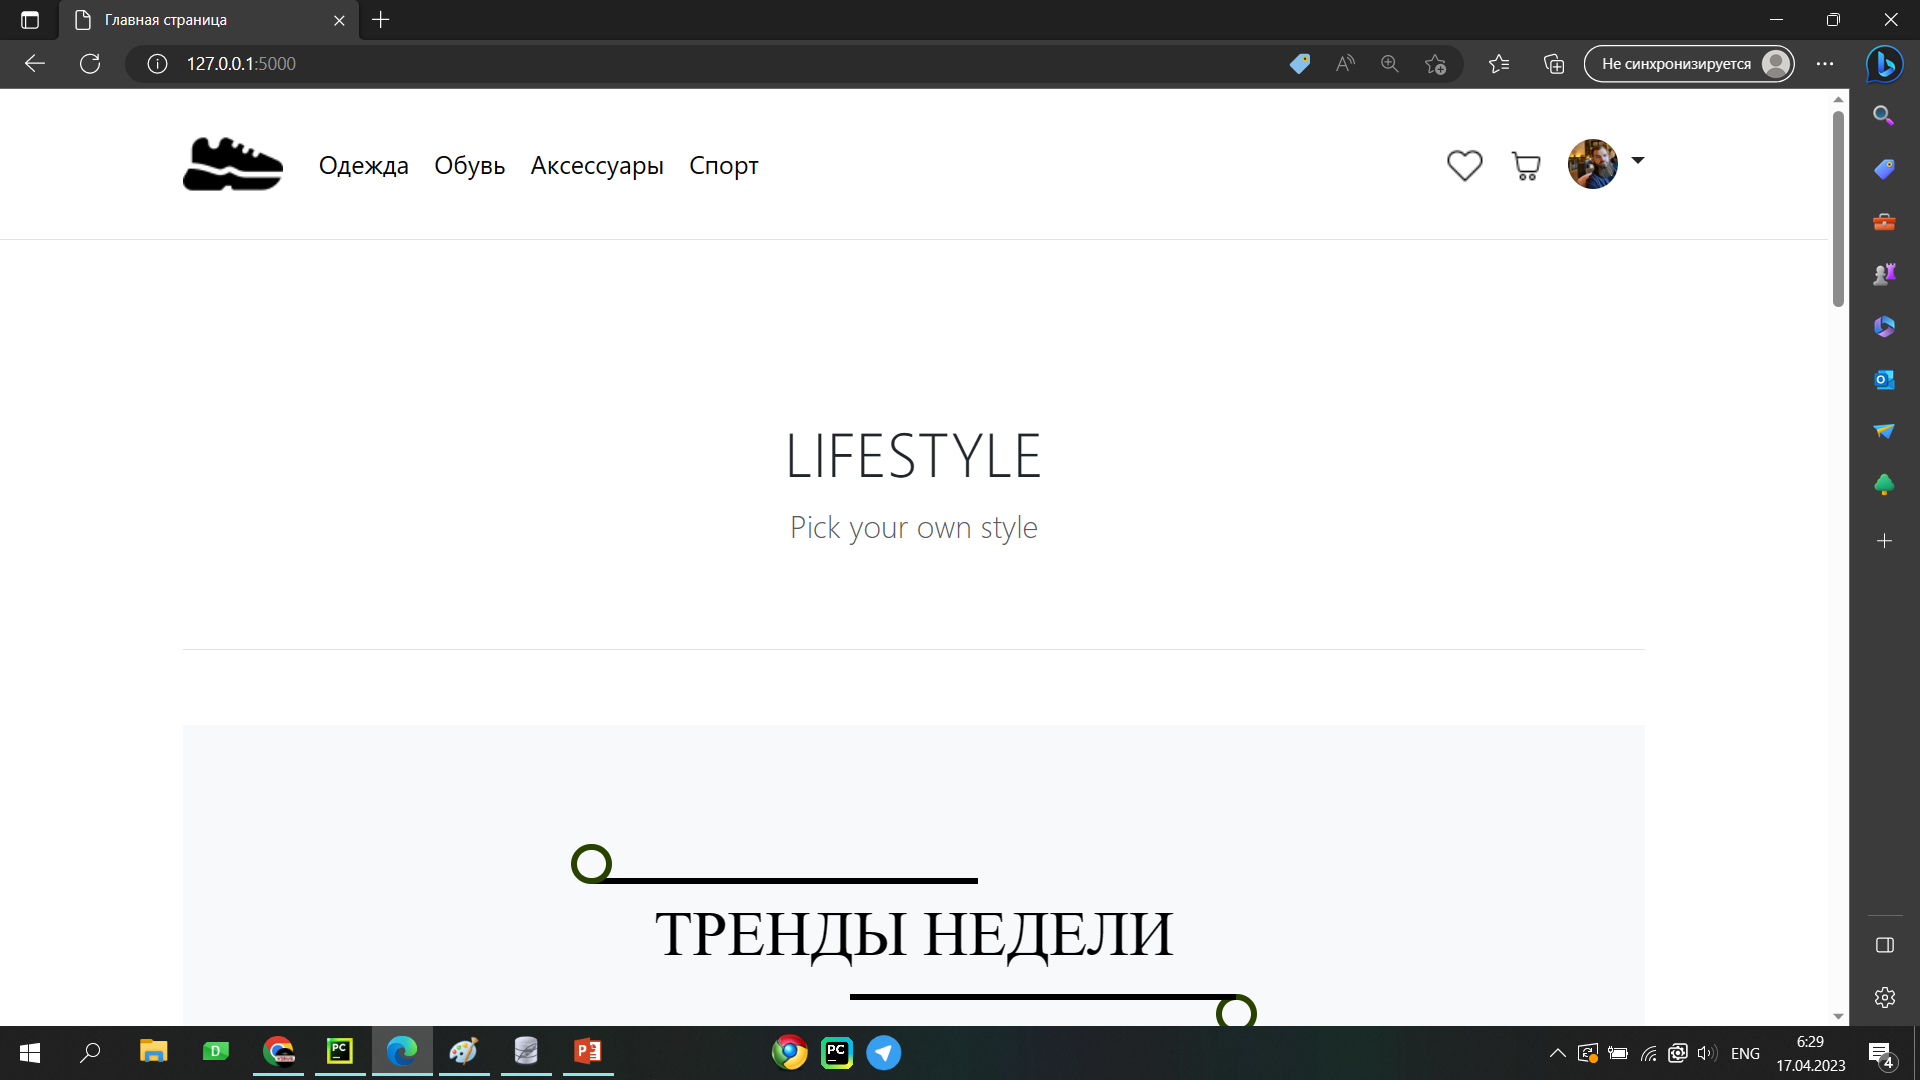 Главная страница
127.0.0.1:5000
Не синхронизируется
Одежда Обувь Аксессуары Спорт
LIFESTYLE
Pick your own style
ТРЕНДЫ НЕДЕЛИ
ENG
6:29
17.04.2023
4